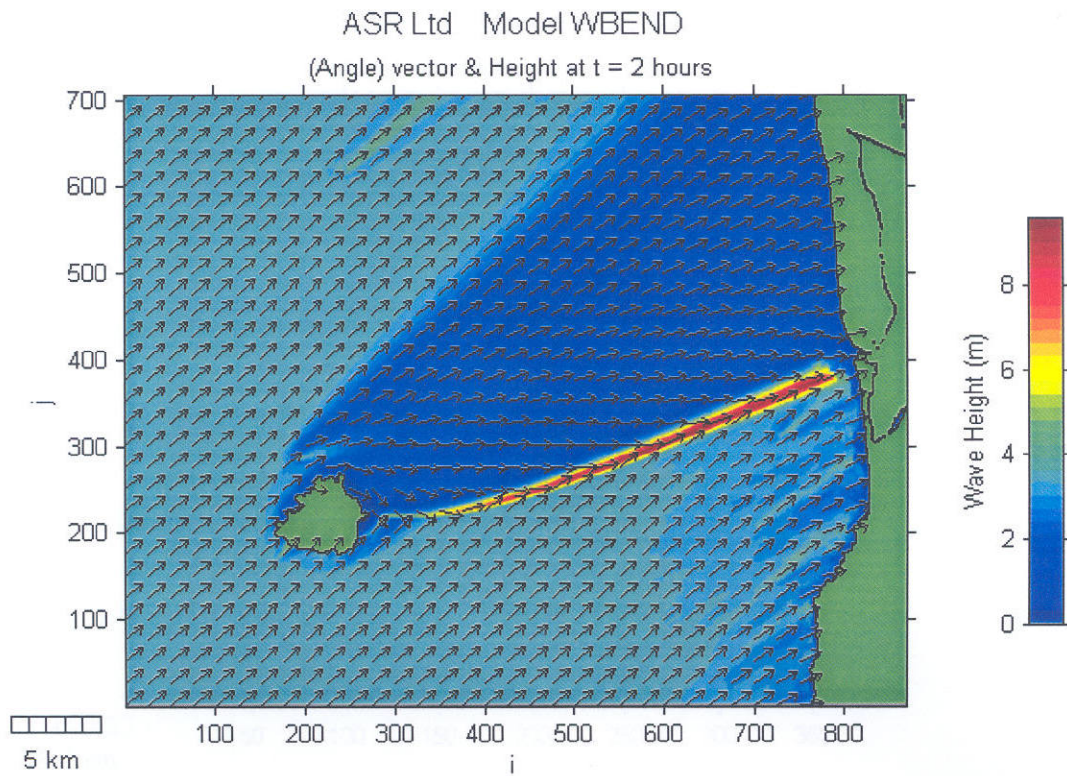 ASR Ltd Model WBEND
(Angle) vector & Height at t = 2 hours
700
600
500
400
300
200
100
j
100 200 300 400 500 600 700 800
i
5 km
8
6
4
2
0
Wave Height (m)